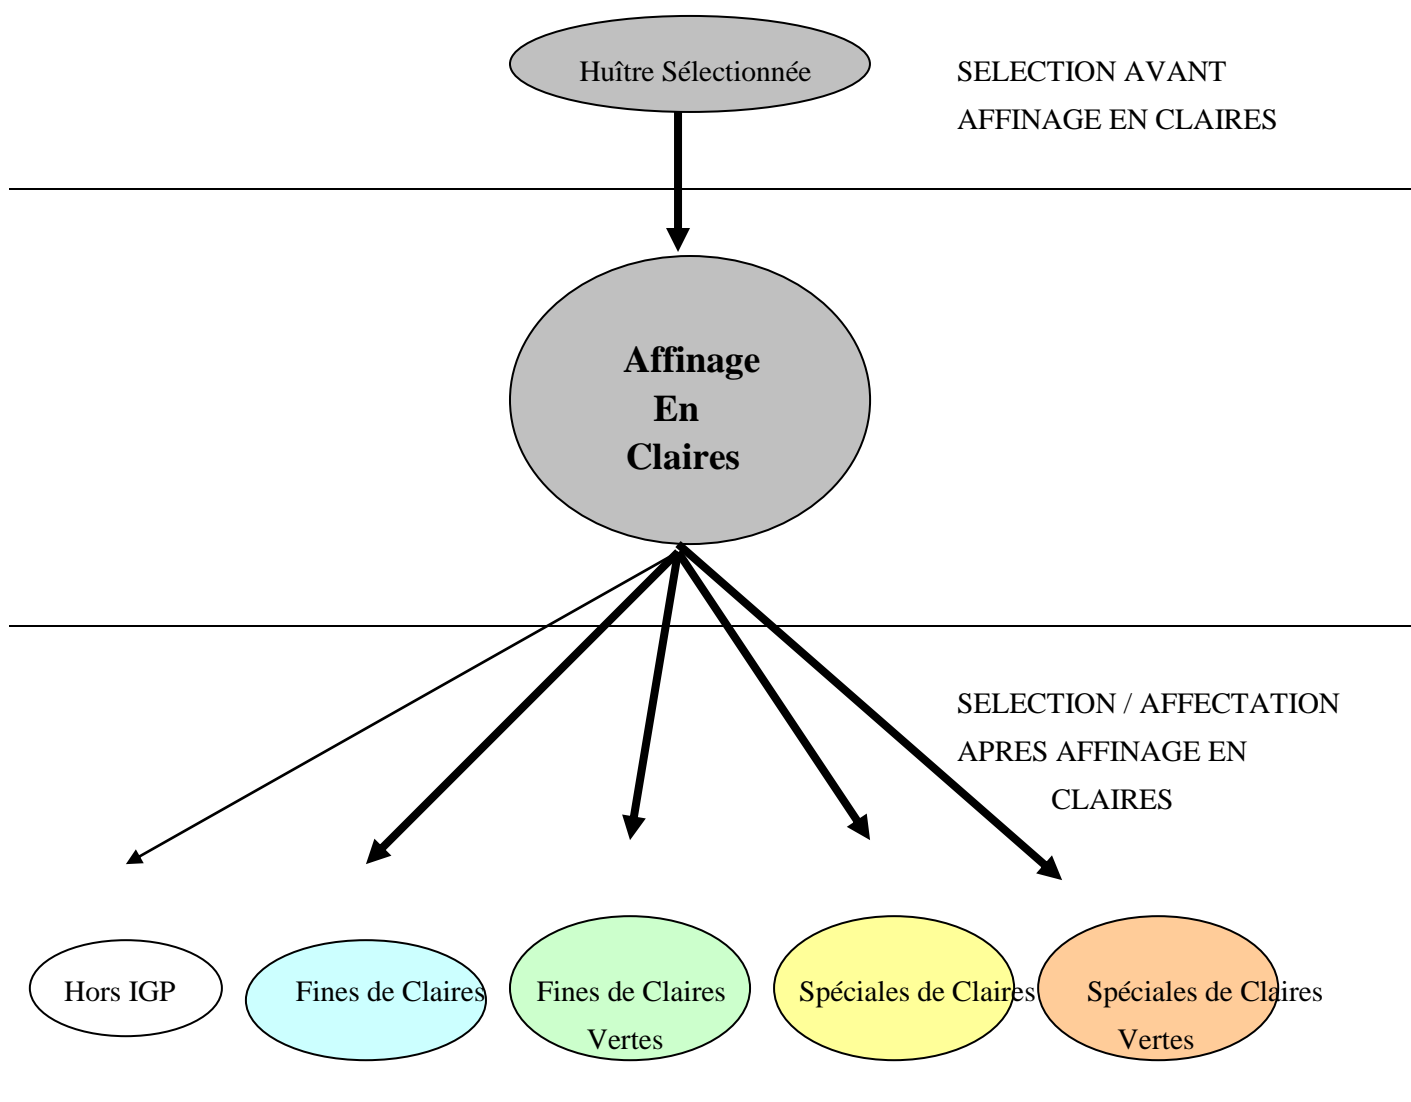 Huître Sélectionnée
SELECTION AVANT
AFFINAGE EN CLAIRES
Affinage
En
Claires
SELECTION / AFFECTATION
APRES AFFINAGE EN
CLAIRES
Hors IGP
Fines de Claires
Fines de Claires
Vertes
Spéciales de Claires
Spéciales de Claires
Vertes